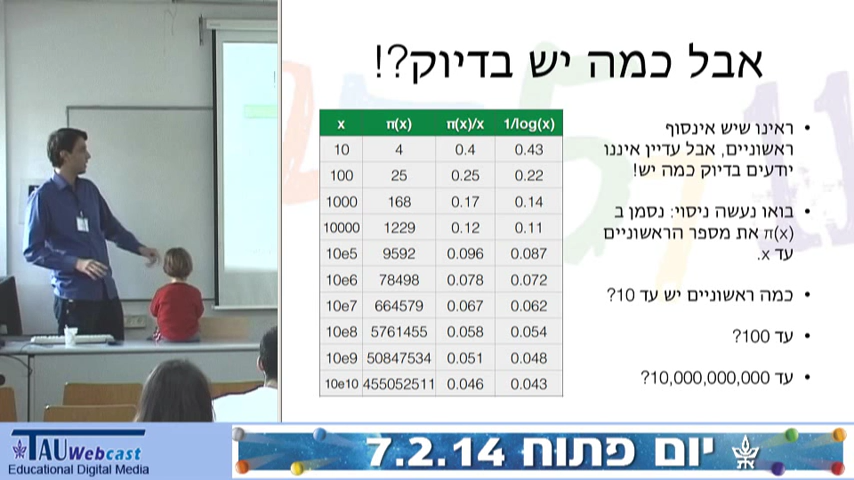 אבל כמה יש בדיוק?!
x π(x) π(x)/x 1/log(x)
10 4 0.4 0.43
100 25 0.25 0.22
1000 168 0.17 0.14
10000 1229 0.12 0.11
10e5 9592 0.096 0.087
10e6 78498 0.078 0.072
10e7 664579 0.067 0.062
10e8 5761455 0.058 0.054
10e9 50847534 0.051 0.048
10e10 455052511 0.046 0.043
• ראינו שיש אינסוף
ראשוניים, אבל עדיין איננו
יודעים בדיוק כמה יש!
• בואו נעשה ניסוי: נסמן ב
π(x) את מספר הראשוניים
עד x.
• כמה ראשוניים יש עד 10?
• עד 100?
• עד 10,000,000,000?
TAU Webcast
Educational Digital Media
יום פתוח 7.2.14